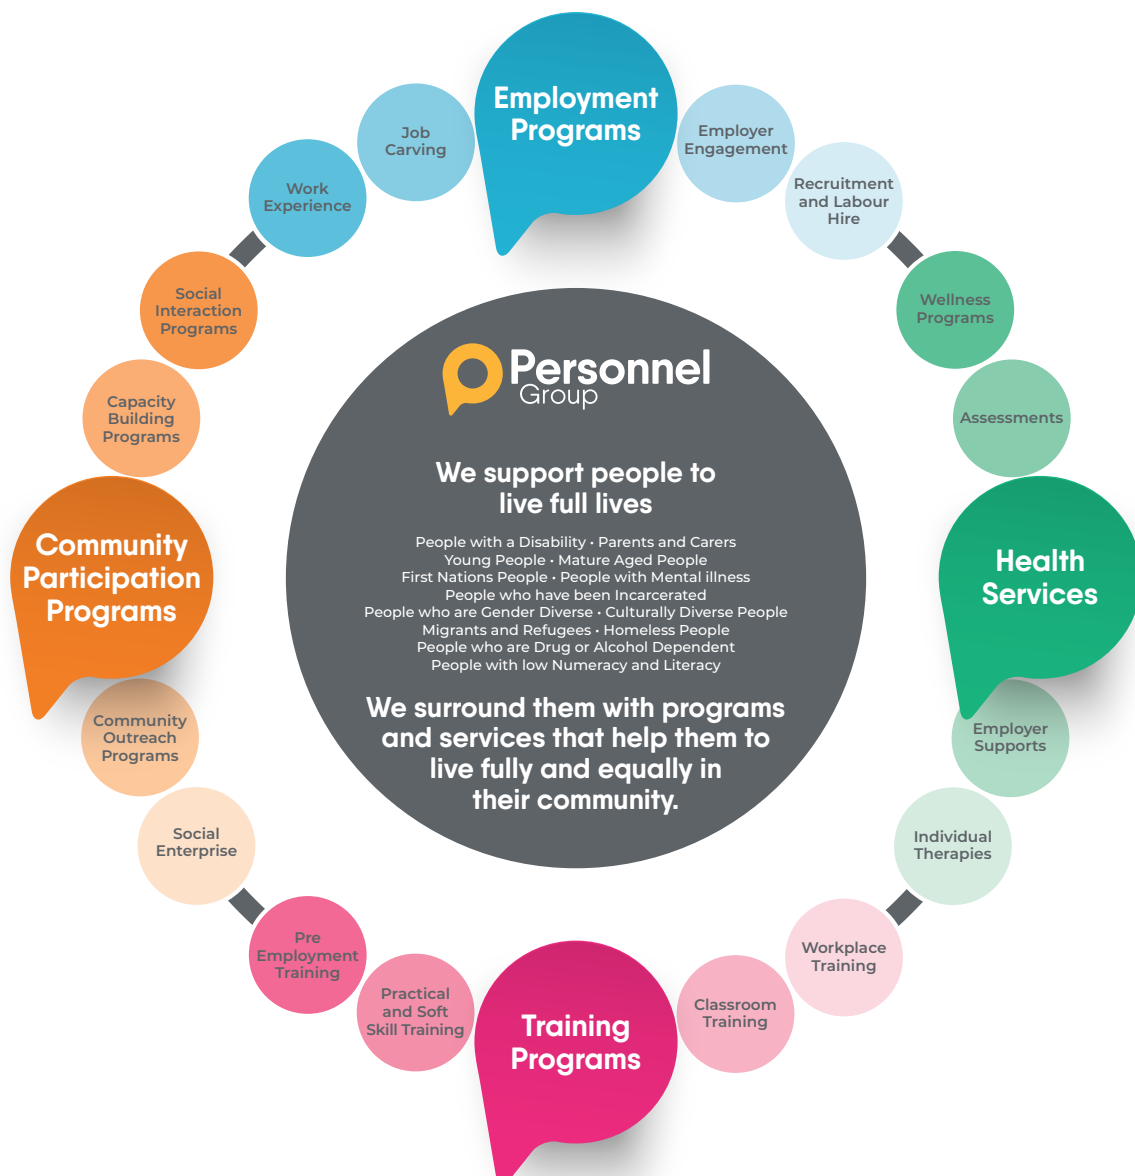 Employment
Programs
Job
Carving
Employer
Engagement
Work
Experience
Recruitment
and Labour
Hire
Social
Interaction
Programs
Wellness
Programs
Capacity
Building
Programs
Assessments
Personnel
Group
We support people to
live full lives
People with a Disability • Parents and Carers
Young People • Mature Aged People
First Nations People • People with Mental illness
People who have been Incarcerated
People who are Gender Diverse • Culturally Diverse People
Migrants and Refugees • Homeless People
People who are Drug or Alcohol Dependent
People with low Numeracy and Literacy
We surround them with programs
and services that help them to
live fully and equally in
their community.
Community
Participation
Programs
Health
Services
Community
Outreach
Programs
Employer
Supports
Social
Enterprise
Individual
Therapies
Pre
Employment
Training
Workplace
Training
Practical
and Soft
Skill Training
Classroom
Training
Training
Programs